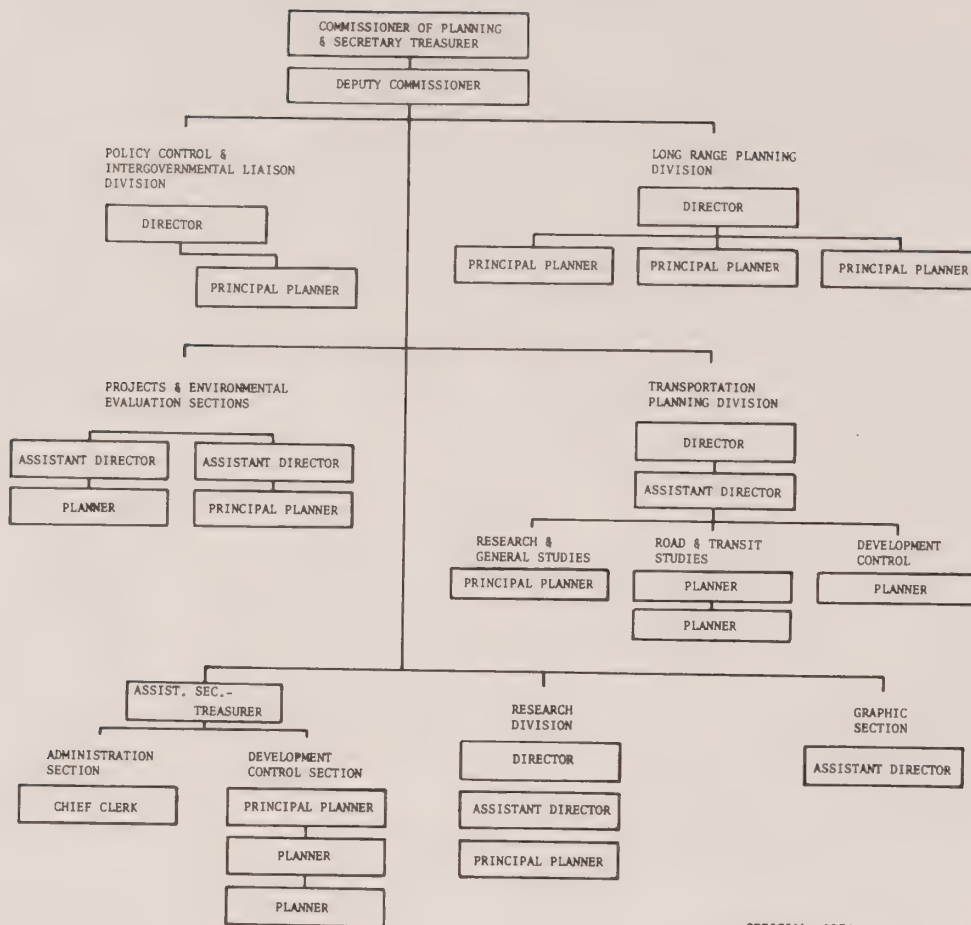 COMMISSIONER OF PLANNING
& SECRETARY TREASURER
DEPUTY COMMISSIONER
POLICY CONTROL &
INTERGOVERNMENTAL LIAISON
DIVISION
DIRECTOR
PRINCIPAL PLANNER
LONG RANGE PLANNING
DIVISION
DIRECTOR
PRINCIPAL PLANNER
PRINCIPAL PLANNER
PRINCIPAL PLANNER
PROJECTS & ENVIRONMENTAL
EVALUATION SECTIONS
ASSISTANT DIRECTOR
PLANNER
ASSISTANT DIRECTOR
PRINCIPAL PLANNER
TRANSPORTATION
PLANNING DIVISION
DIRECTOR
ASSISTANT DIRECTOR
RESEARCH &
GENERAL STUDIES
PRINCIPAL PLANNER
ROAD & TRANSIT
STUDIES
PLANNER
PLANNER
DEVELOPMENT
CONTROL
PLANNER
ASSIST. SEC.-
TREASURER
ADMINISTRATION
SECTION
CHIEF CLERK
DEVELOPMENT
CONTROL SECTION
PRINCIPAL PLANNER
PLANNER
PLANNER
RESEARCH
DIVISION
DIRECTOR
ASSISTANT DIRECTOR
PRINCIPAL PLANNER
GRAPHIC
SECTION
ASSISTANT DIRECTOR